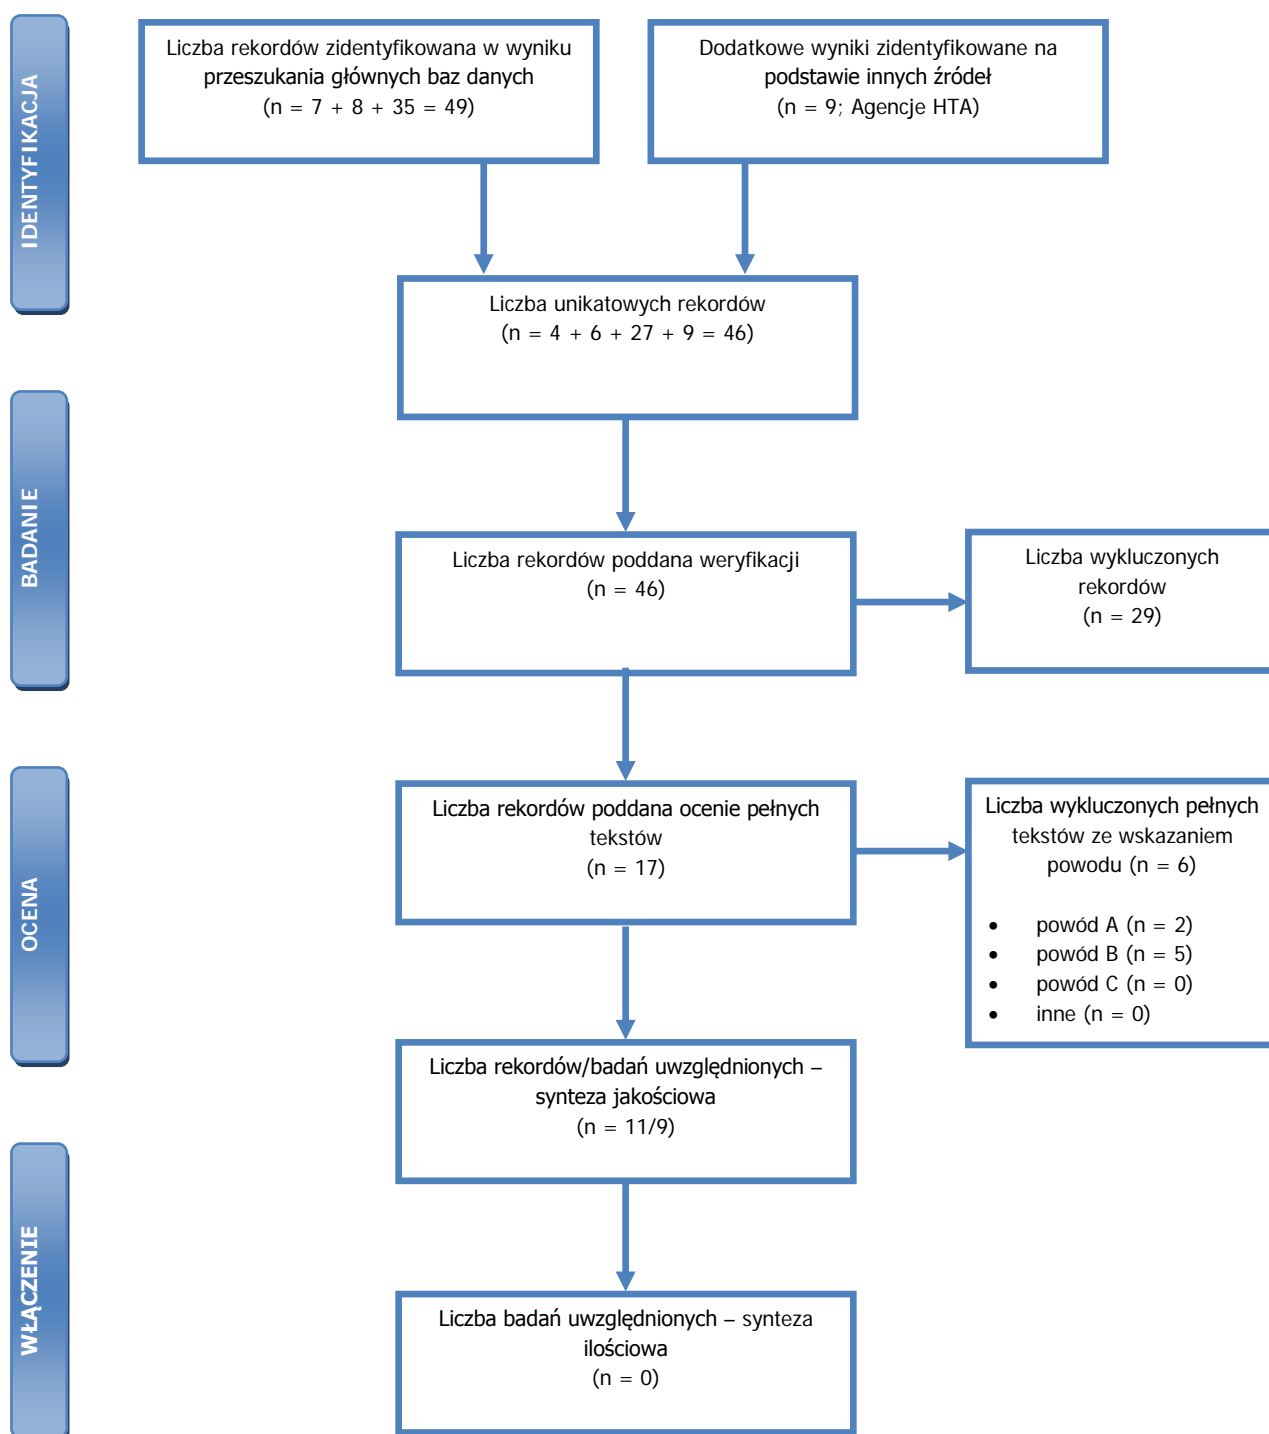 IDENTYFIKACJA
Liczba rekordów zidentyfikowana w wyniku
przeszukania głównych baz danych
(n = 7 + 8 + 35 = 49)
Dodatkowe wyniki zidentyfikowane na
podstawie innych źródeł
(n = 9; Agencje HTA)
Liczba unikatowych rekordów
(n = 4 + 6 + 27 + 9 = 46)
BADANIE
Liczba rekordów poddana weryfikacji
(n = 46)
Liczba wykluczonych
rekordów
(n = 29)
OCENA
Liczba rekordów poddana ocenie pełnych
tekstów
(n = 17)
Liczba wykluczonych pełnych
tekstów ze wskazaniem
powodu (n = 6)
• powód A (n = 2)
• powód B (n = 5)
• powód C (n = 0)
• inne (n = 0)
Liczba rekordów/badań uwzględnionych –
synteza jakościowa
(n = 11/9)
WŁĄCZENIE
Liczba badań uwzględnionych – synteza
ilościowa
(n = 0)